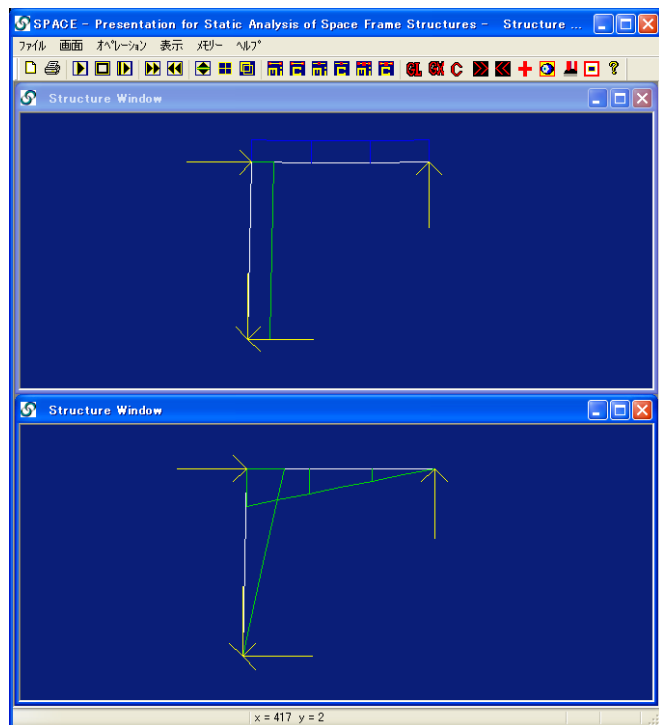 SPACE - Presentation for Static Analysis of Space Frame Structures - Structure ...
ファイル 画面 オペレーション 表示 メモリー ヘルプ
GL GX C
Structure Window
Structure Window
x = 417 y = 2